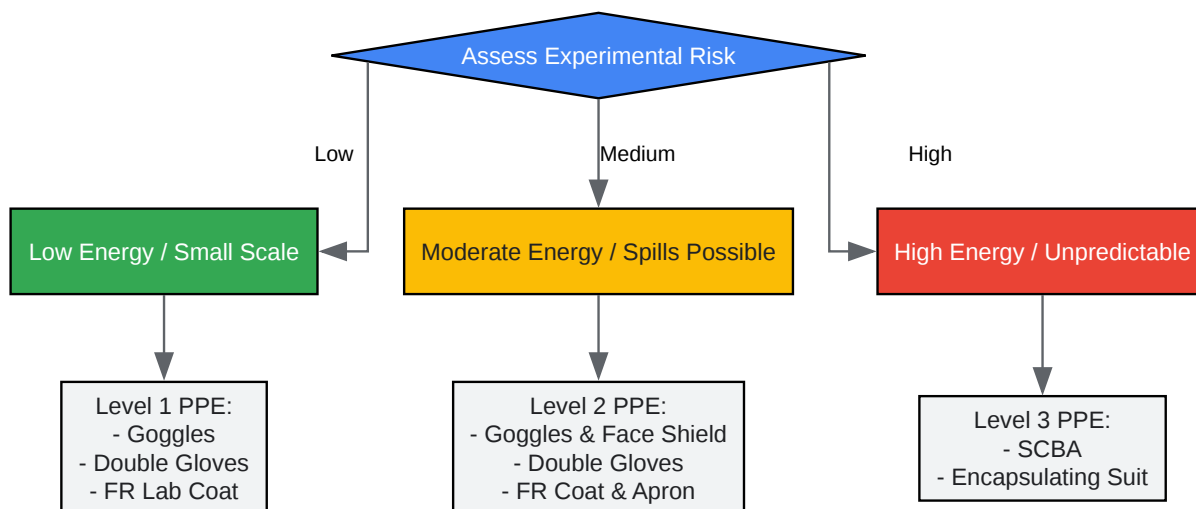 Assess Experimental Risk
Low
Medium
High
Low Energy / Small Scale
Moderate Energy / Spills Possible
High Energy / Unpredictable
Level 1 PPE:
- Goggles
- Double Gloves
- FR Lab Coat
Level 2 PPE:
- Goggles & Face Shield
- Double Gloves
- FR Coat & Apron
Level 3 PPE:
- SCBA
- Encapsulating Suit